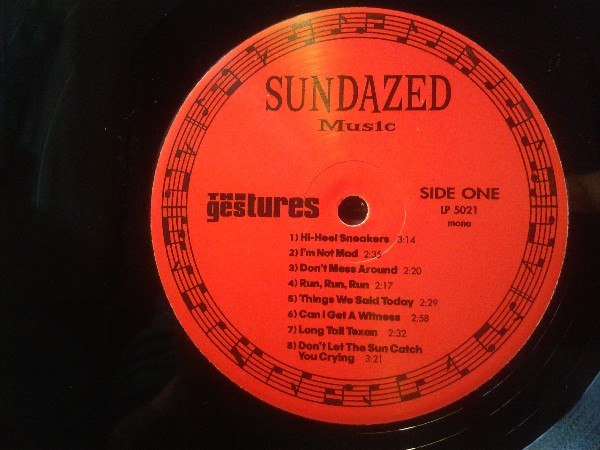 SUNDAZED
Music
THE
gestures
SIDE ONE
LP 5021
mono
1) Hi-Heel Sneakers 3:14
2) I'm Not Mad 2:35
3) Don't Mess Around 2:20
4) Run, Run, Run 2:17
5) Things We Said Today 2:29
6) Can I Get A Witness 2:58
7) Long Tall Texan 2:32
8) Don't Let The Sun Catch
You Crying 3:21